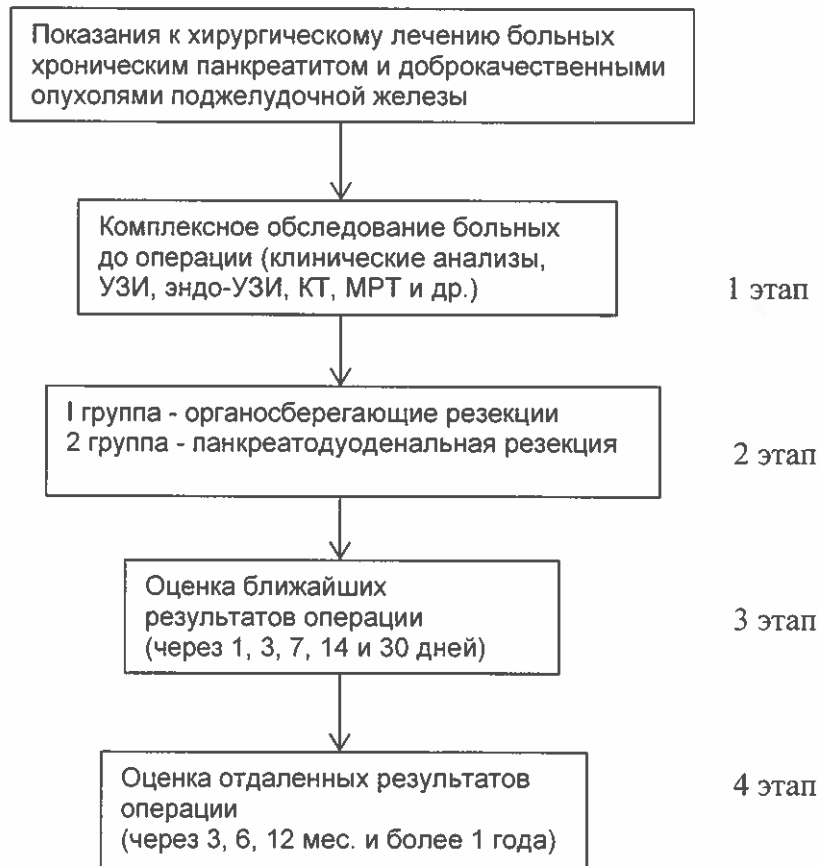 Показания к хирургическому лечению больных
хроническим панкреатитом и доброкачественными
опухолями поджелудочной железы
Комплексное обследование больных
до операции (клинические анализы,
УЗИ, эндо-УЗИ, КТ, МРТ и др.)
1 этап
I группа - органосберегающие резекции
2 группа - панкреатодуоденальная резекция
2 этап
Оценка ближайших
результатов операции
(через 1, 3, 7, 14 и 30 дней)
3 этап
Оценка отдаленных результатов
операции
(через 3, 6, 12 мес. и более 1 года)
4 этап